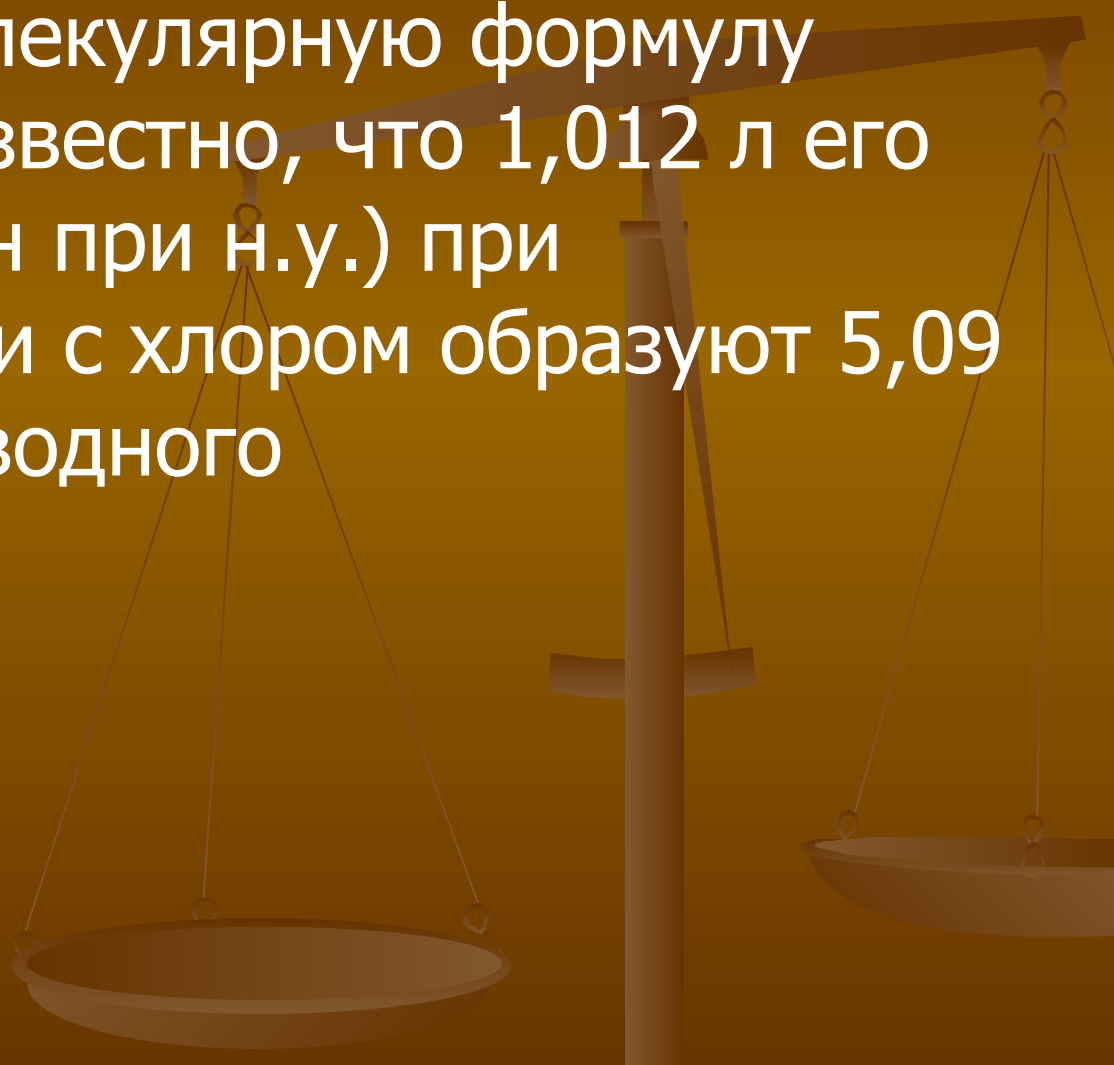 лекулярную формулу
звестно, что 1,012 л его
н при н.у.) при
и с хлором образуют 5,09
водного